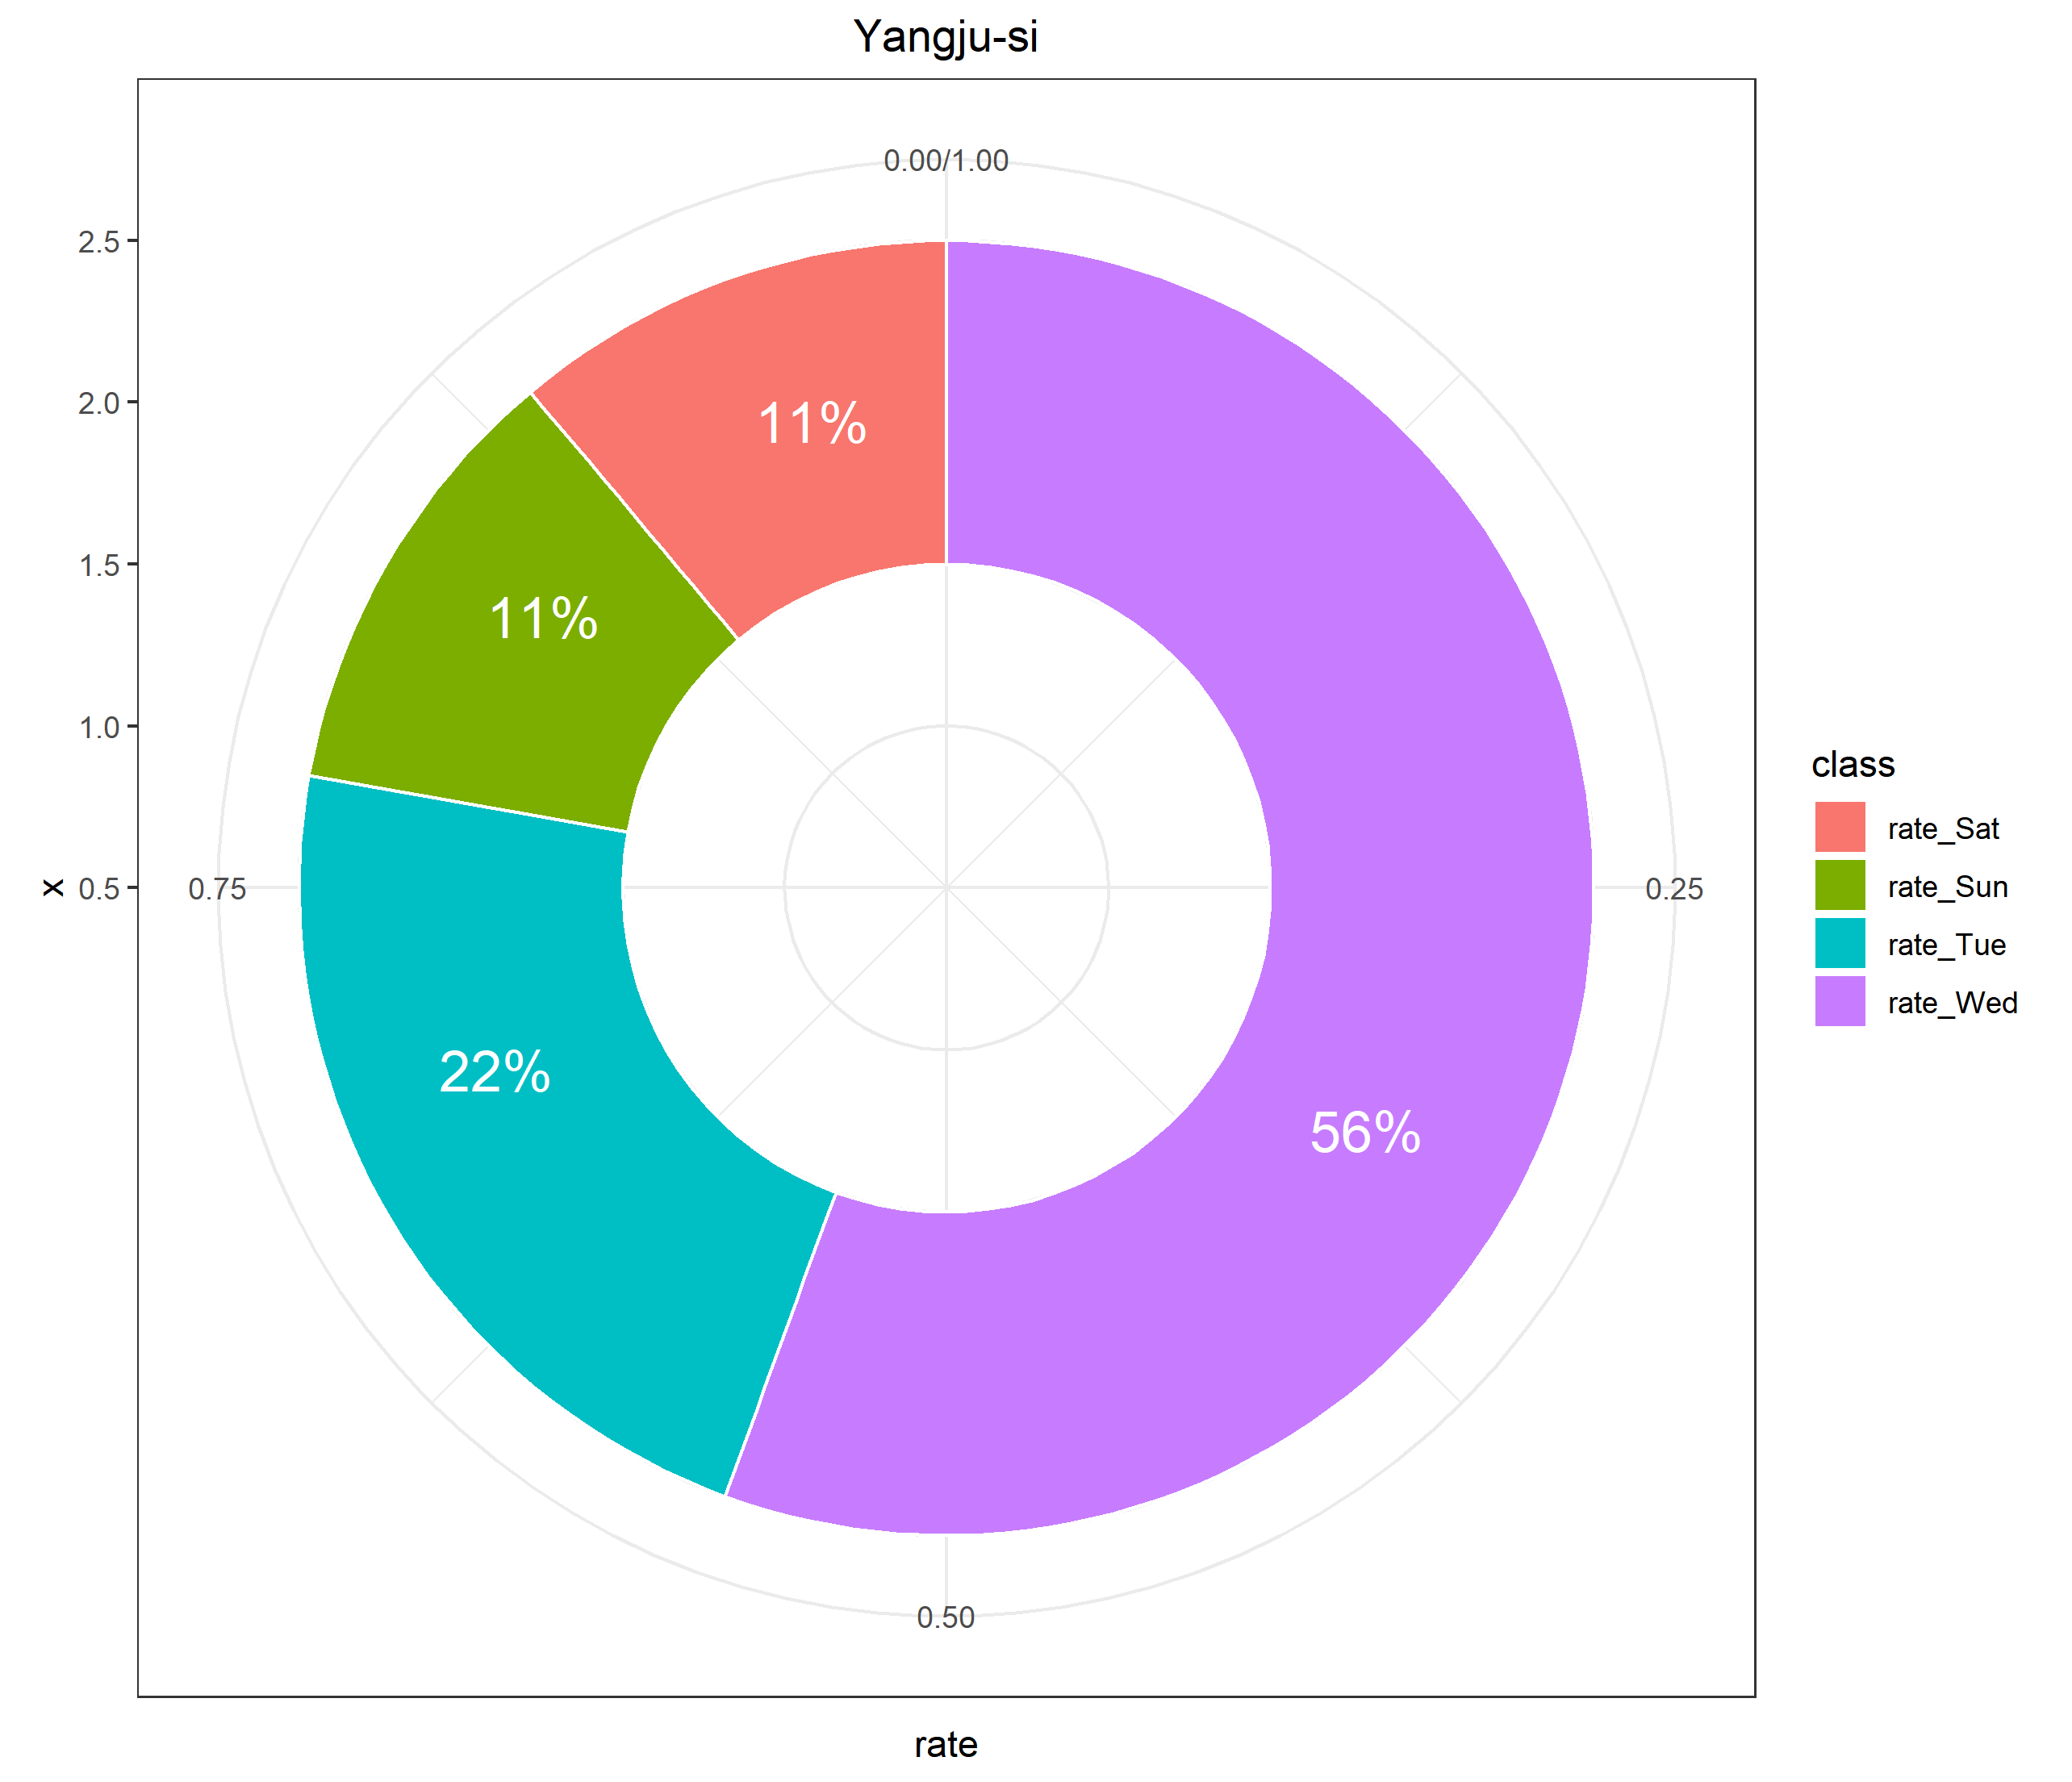 Yangju-si
0.00/1.00
2.5
2.0
11%
1.5
11%
1.0
class
rate_Sat
x
0.5
0.75
0.25
rate_Sun
rate_Tue
rate_Wed
22%
56%
0.50
rate